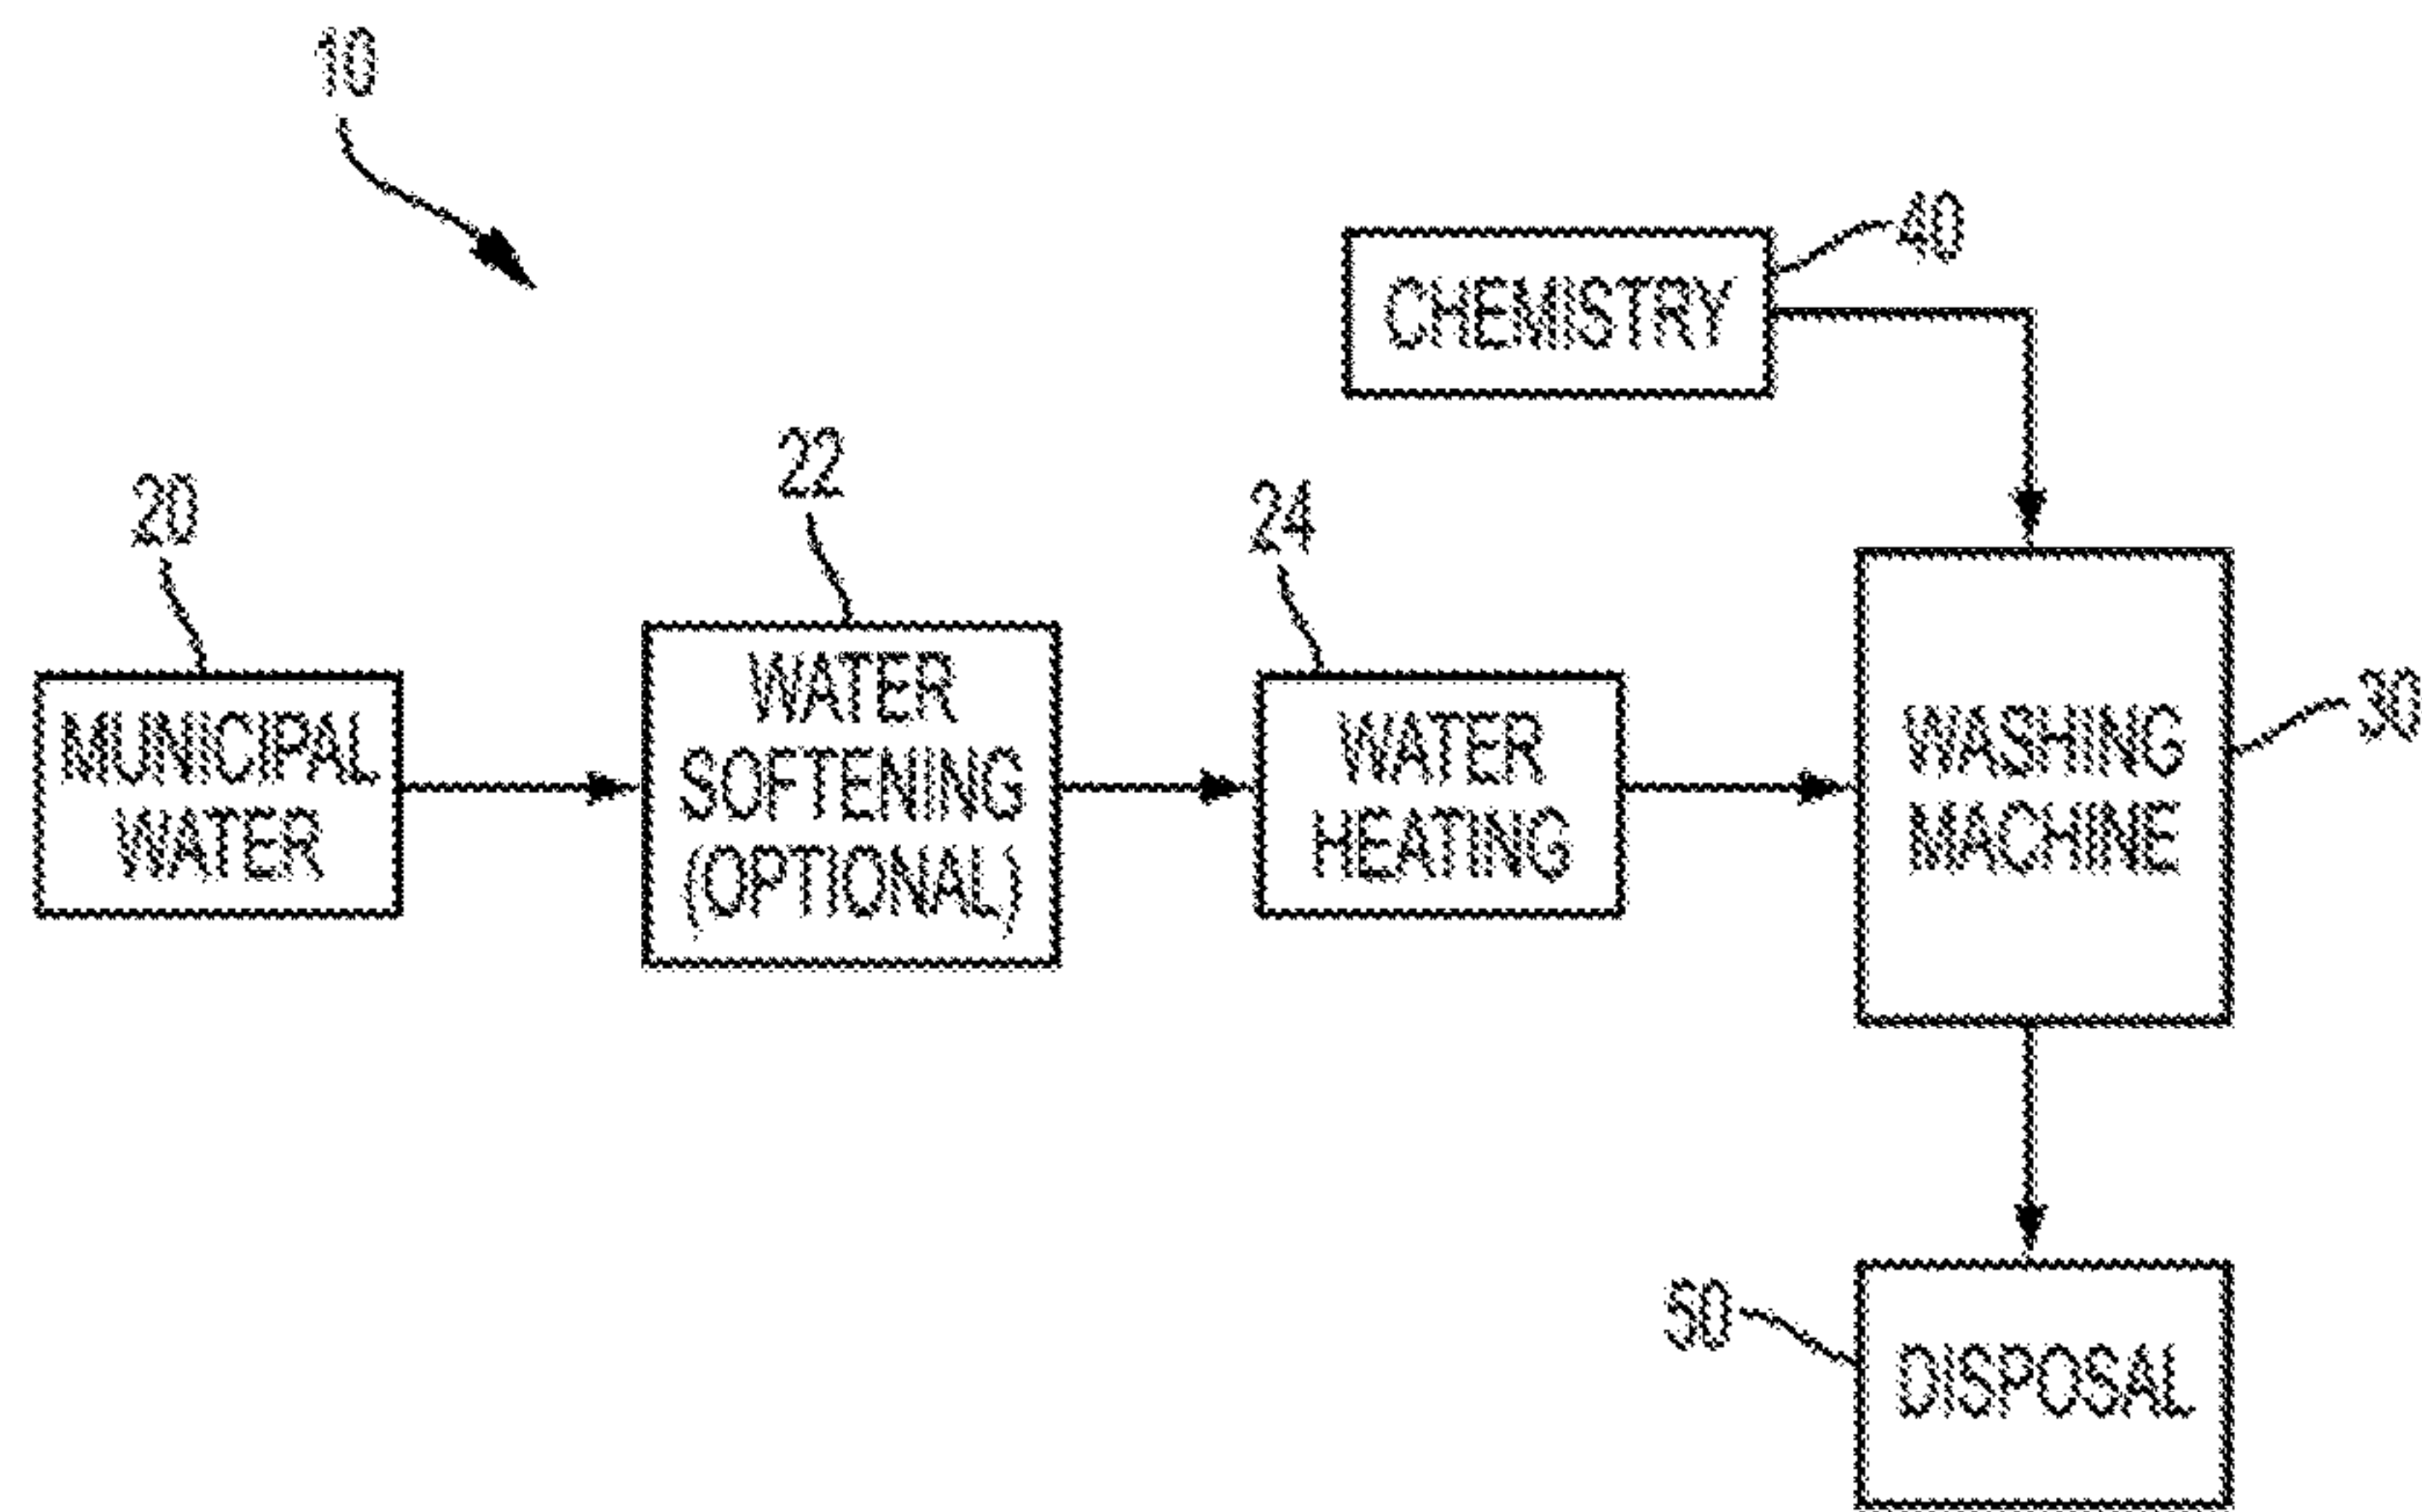 10
40
CHEMISTRY
22
20
24
WATER
SOFTENING
(OPTIONAL)
MUNICIPAL
WATER
WATER
HEATING
WASHING
MACHINE
30
50
DISPOSAL